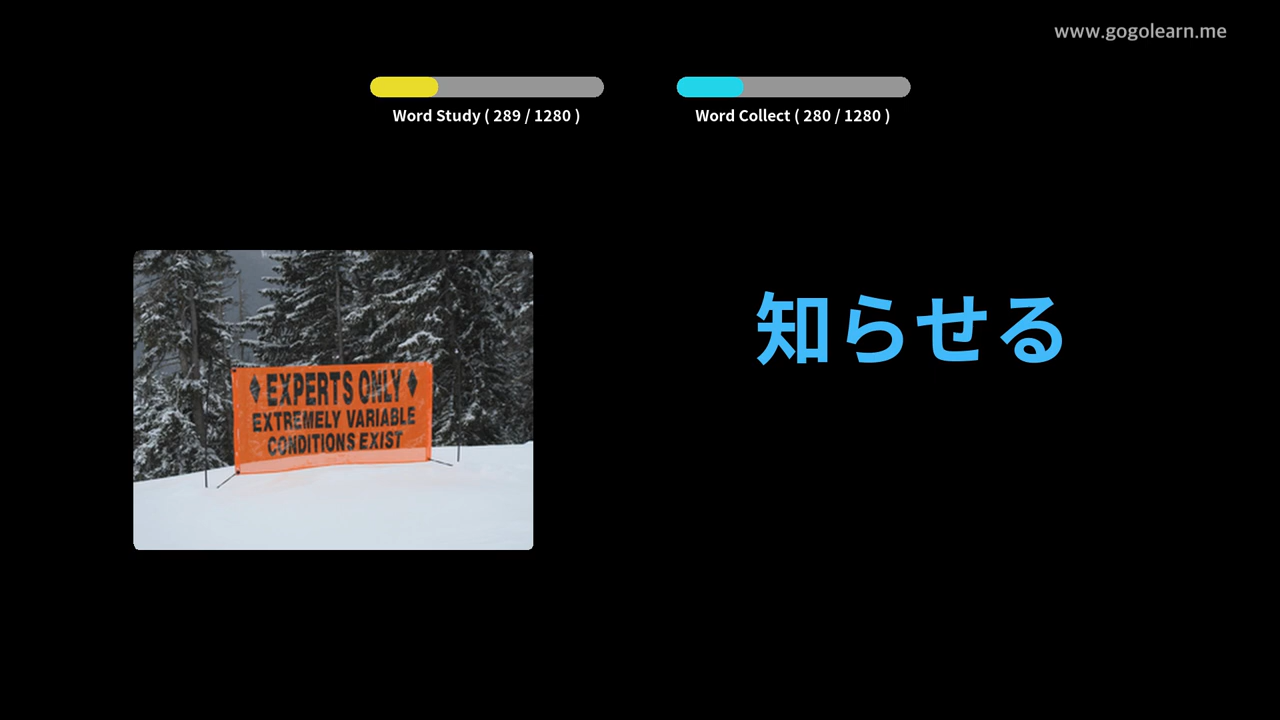 www.gogolearn.me
Word Study ( 289 / 1280 )
Word Collect ( 280 / 1280 )
EXPERTS ONLY
EXTREMELY VARIABLE
CONDITIONS EXIST
知らせる